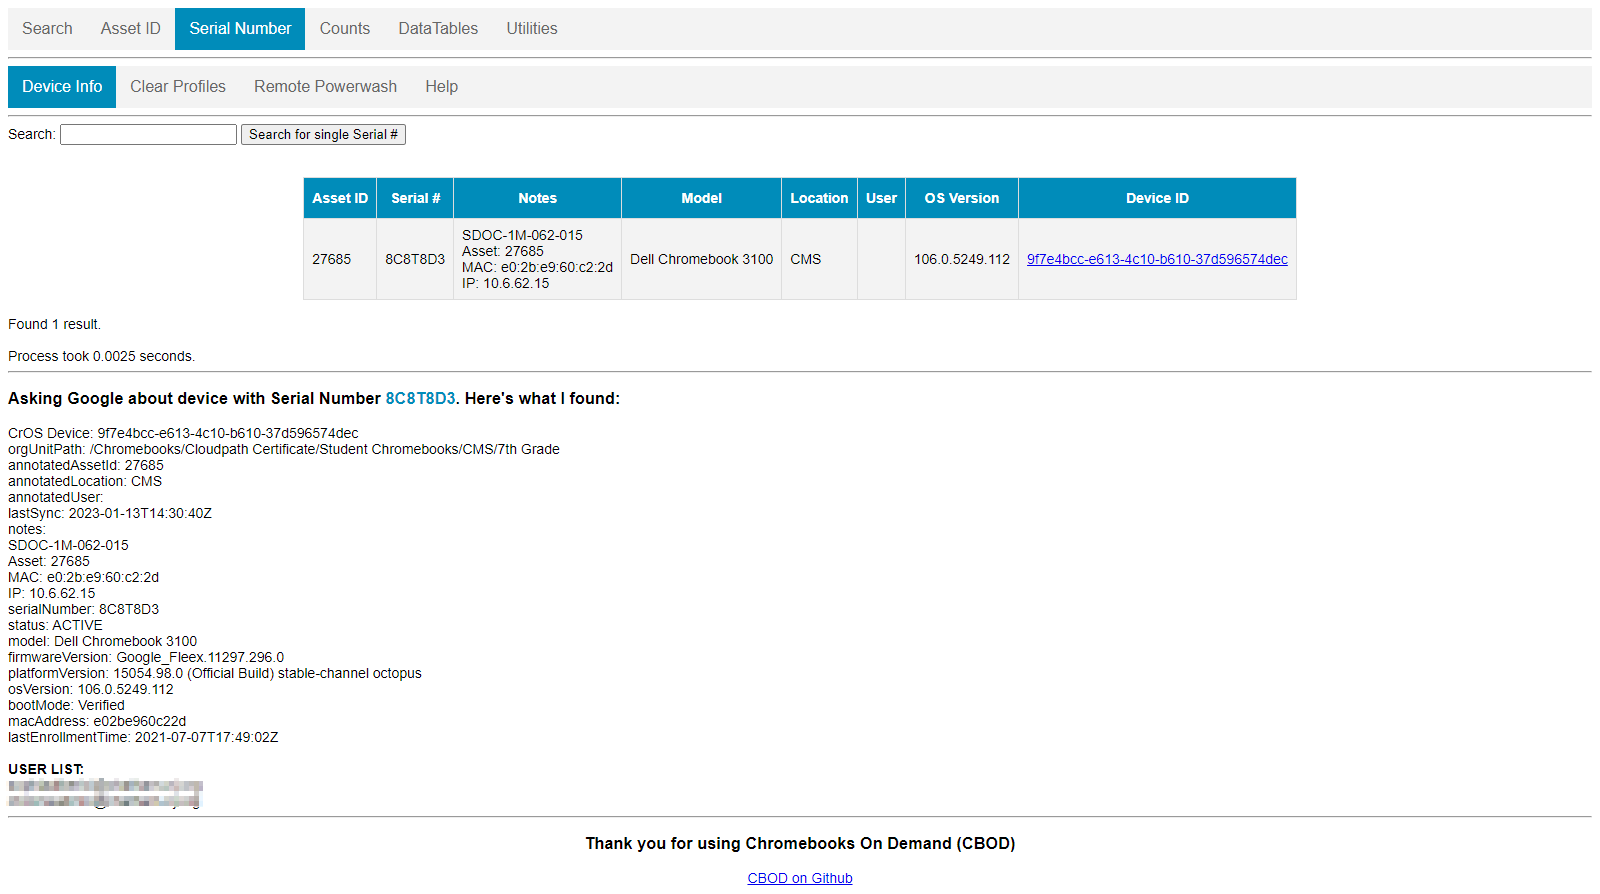 Search Asset ID Serial Number Counts DataTables Utilities
Device Info Clear Profiles Remote Powerwash Help
Search: Search for single Serial #
Asset ID Serial # Notes Model Location User OS Version Device ID
SDOC-1M-062-015
Asset: 27685
27685 8C8T8D3 MAC: e0:2b:e9:60:c2:2d Dell Chromebook 3100 CMS 106.0.5249.112 9f7e4bcc-e613-4c10-b610-37d596574dec
IP: 10.6.62.15
Found 1 result.
Process took 0.0025 seconds.
Asking Google about device with Serial Number 8C8T8D3. Here's what I found:
CrOS Device: 9f7e4bcc-e613-4c10-b610-37d596574dec
orgUnitPath: /Chromebooks/Cloudpath Certificate/Student Chromebooks/CMS/7th Grade
annotatedAssetId: 27685
annotatedLocation: CMS
annotatedUser:
lastSync: 2023-01-13T14:30:40Z
notes:
SDOC-1M-062-015
Asset: 27685
MAC: e0:2b:e9:60:c2:2d
IP: 10.6.62.15
serialNumber: 8C8T8D3
status: ACTIVE
model: Dell Chromebook 3100
firmwareVersion: Google_Fleex.11297.296.0
platformVersion: 15054.98.0 (Official Build) stable-channel octopus
osVersion: 106.0.5249.112
bootMode: Verified
macAddress: e02be960c22d
lastEnrollmentTime: 2021-07-07T17:49:02Z
USER LIST:
Thank you for using Chromebooks On Demand (CBOD)
CBOD on Github